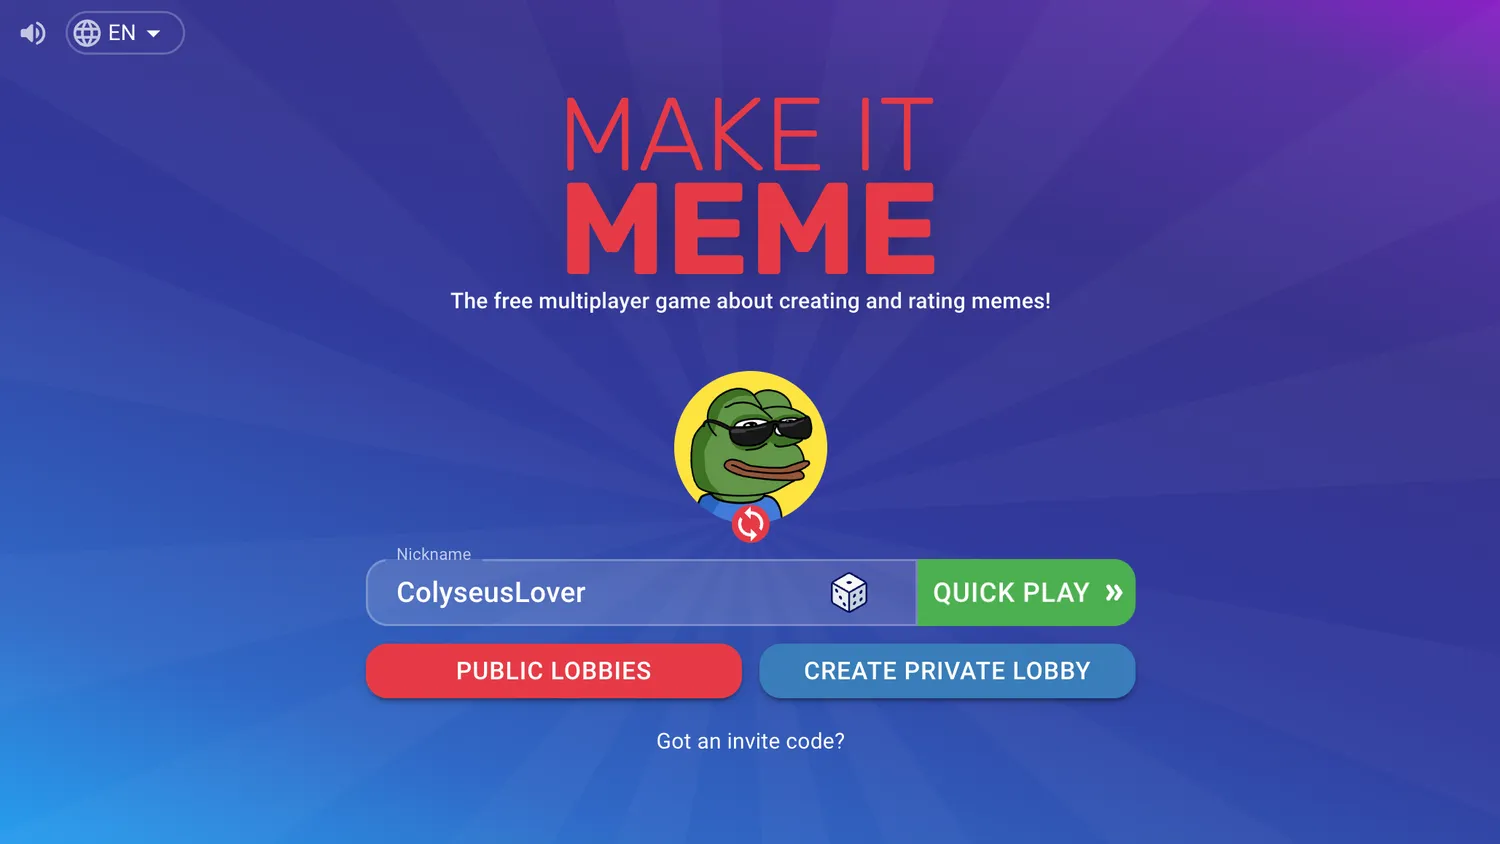 EN
MAKE IT
MEME
The free multiplayer game about creating and rating memes!
Nickname
ColyseusLover
QUICK PLAY »
PUBLIC LOBBIES
CREATE PRIVATE LOBBY
Got an invite code?